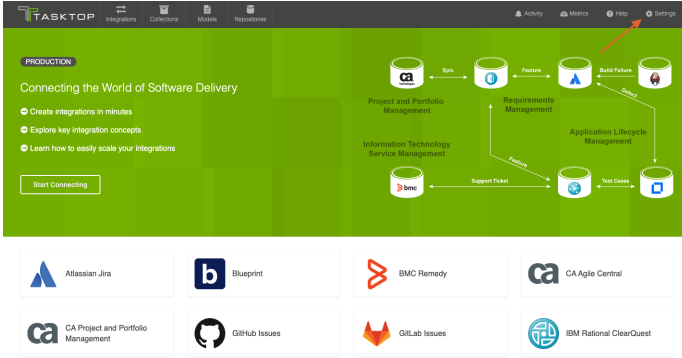 TASKTOP
Integrations
Collections
Models
Repositories
Activity
Metrics
Help
Settings
PRODUCTION
Connecting the World of Software Delivery
Create integrations in minutes
Explore key integration concepts
Learn how to easily scale your integrations
Start Connecting
ca
technologies
Epic
Feature
Build Failure
Project and Portfolio
Management
Requirements
Management
Defect
Application Lifecycle
Management
Information Technology
Service Management
Feature
bmc
Support Ticket
Test Cases
Atlassian Jira
b
Blueprint
BMC Remedy
ca
CA Agile Central
ca
CA Project and Portfolio
Management
GitHub Issues
GitLab Issues
IBM Rational ClearQuest